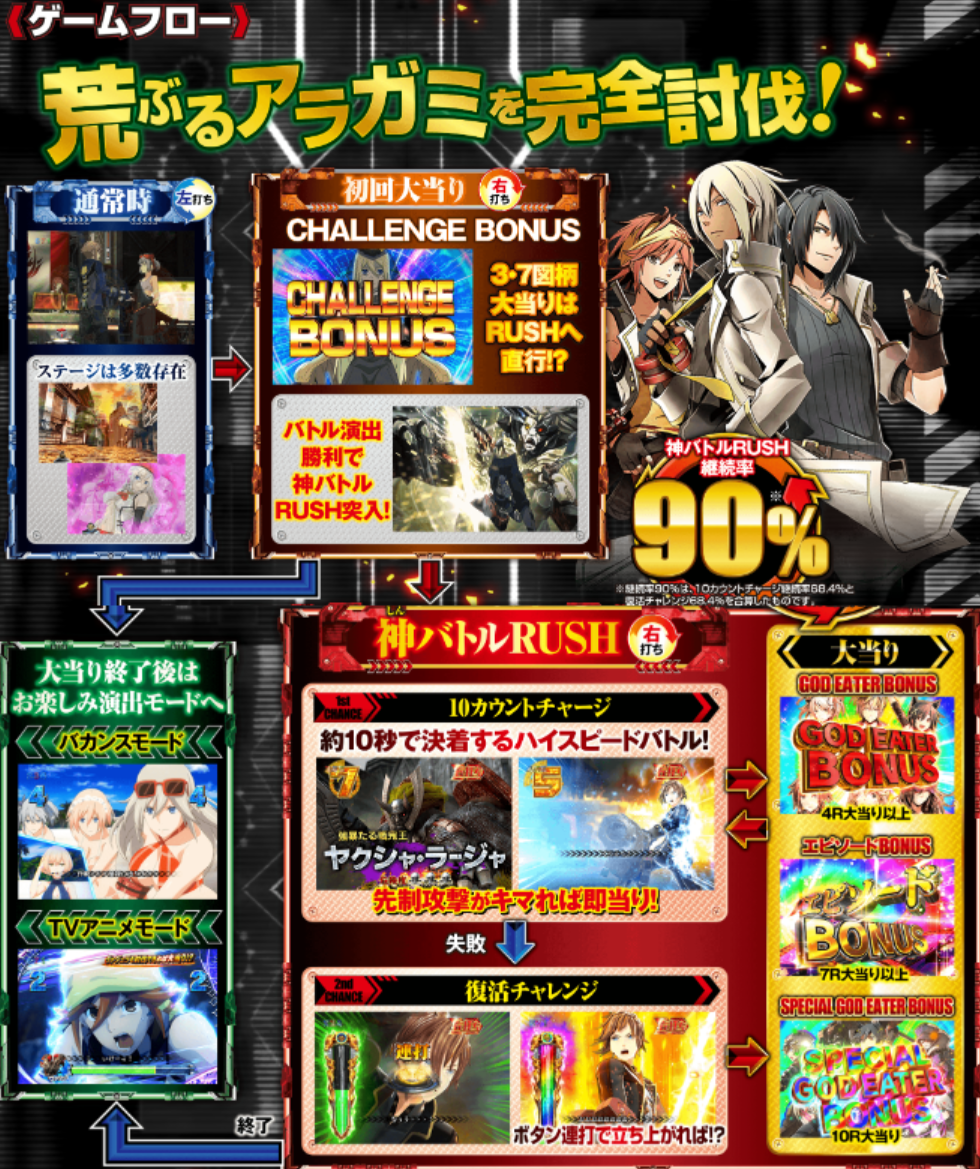 《ゲームフロー》
荒ぶるアラガミを完全討伐!
通常時
左打ち
ステージは多数存在
初回大当り
右打ち
CHALLENGE BONUS
CHALLENGE
BONUS
3・7図柄
大当りは
RUSHへ
直行!?
バトル演出
勝利で
神バトル
RUSH突入!
神バトルRUSH
継続率
※
90%
※継続率90%は、10カウントチャージ継続率68.4%と
復活チャレンジ68.4%を合算したものです。
大当り終了後は
お楽しみ演出モードへ
バカンスモード
4
4
TVアニメモード
2
2
しん
神バトルRUSH
右打ち
1st
CHANCE
10カウントチャージ
約10秒で決着するハイスピードバトル!
7
ヤクシャ・ラージャ
5
先制攻撃がキマれば即当り!
失敗
2nd
CHANCE
復活チャレンジ
連打
ボタン連打で立ち上がれば!?
終了
大当り
GOD EATER BONUS
GOD EATER
BONUS
4R大当り以上
エピソードBONUS
エピソード
BONUS
7R大当り以上
SPECIAL GOD EATER BONUS
SPECIAL
GOD EATER
BONUS
10R大当り